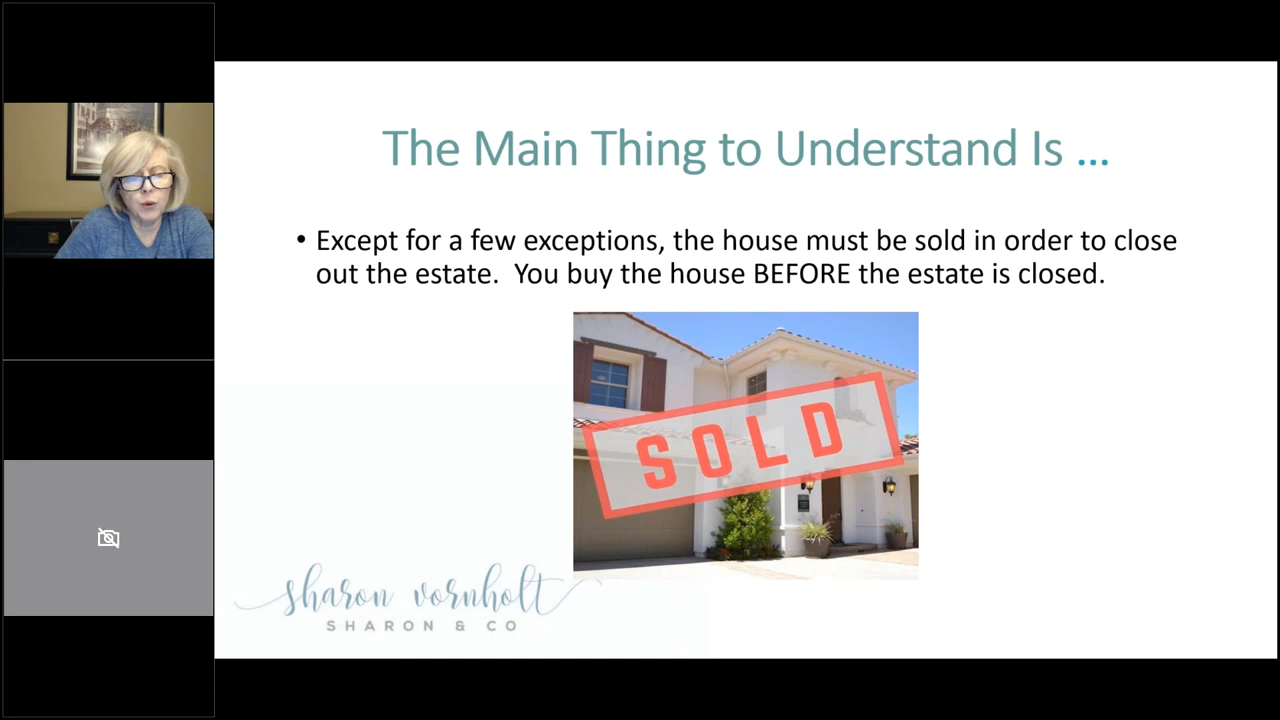 The Main Thing to Understand Is ...
• Except for a few exceptions, the house must be sold in order to close
out the estate.  You buy the house BEFORE the estate is closed.
SOLD
sharon vornholt
SHARON & CO